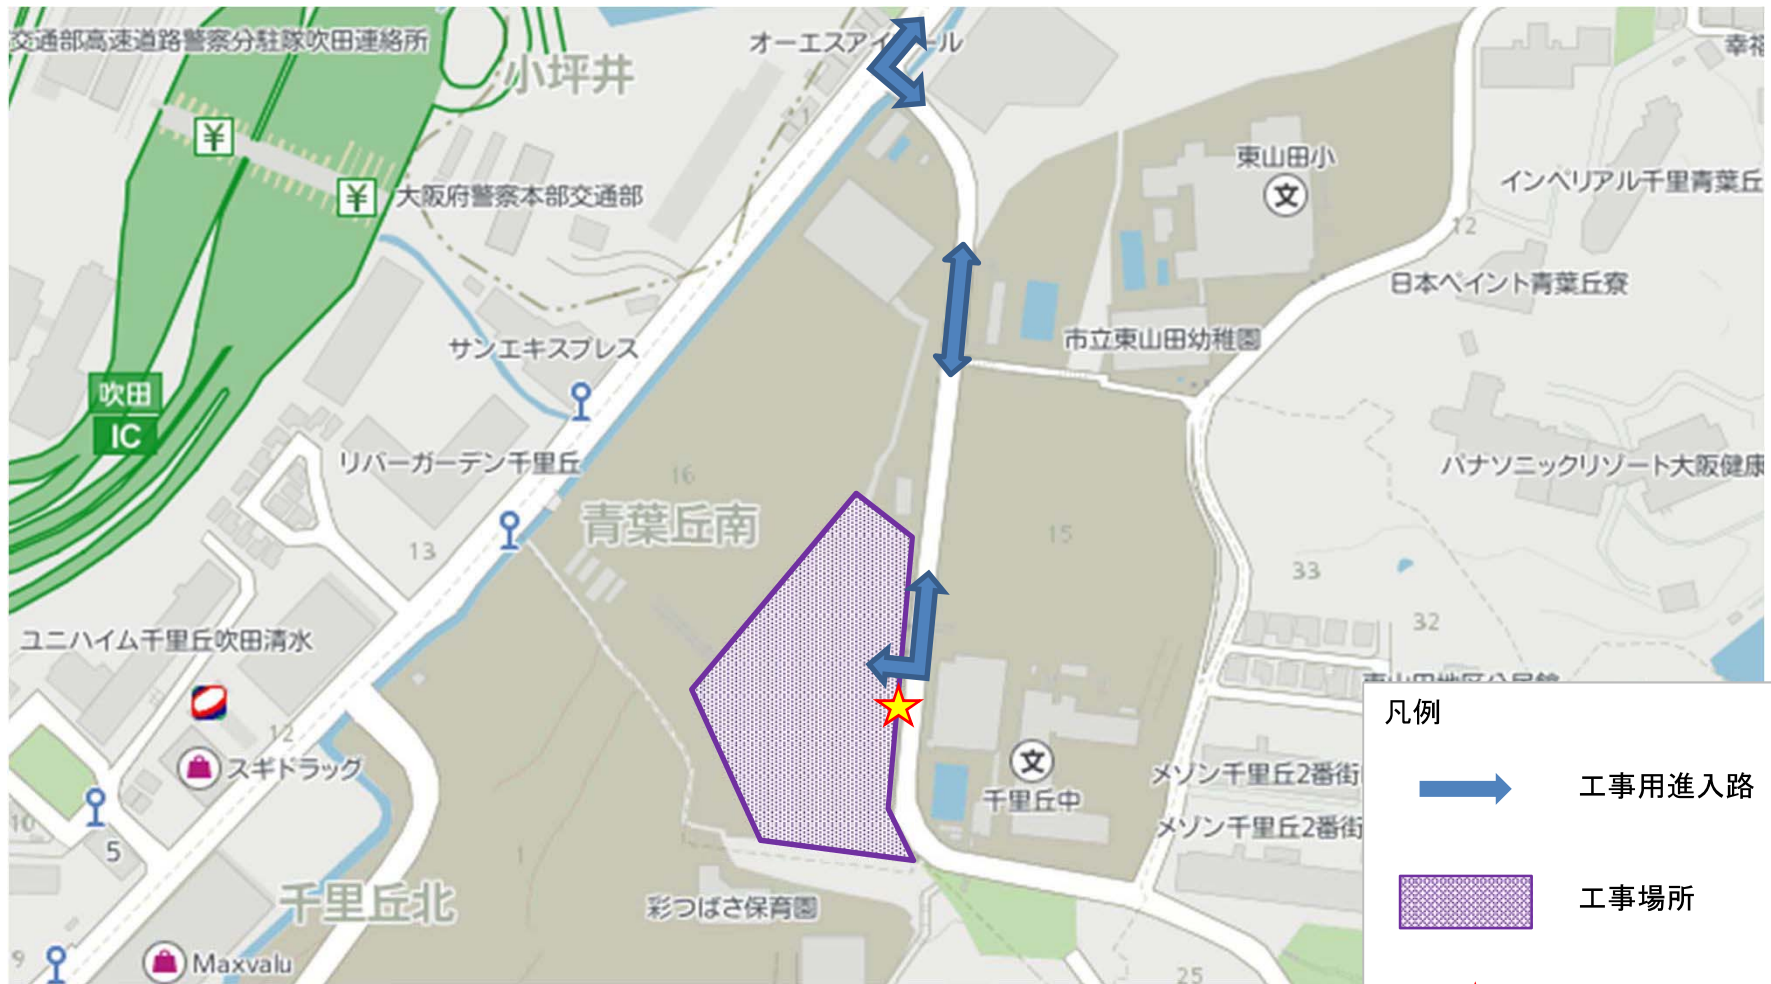 交通部高速道路警察分駐隊吹田連絡所
小坪井
大阪府警察本部交通部
東山田小
文
インペリアル千里青葉丘
12
日本ペイント青葉丘寮
市立東山田幼稚園
サンエキスプレス
吹田
IC
リバーガーデン千里丘
パナソニックリゾート大阪健康
16
青葉丘南
15
13
33
32
ユニハイム千里丘吹田清水
凡例
12
スギドラッグ
文
千里丘中
メゾン千里丘2番街
工事用進入路
メゾン千里丘2番街
10
5
1
千里丘北
彩つばさ保育園
工事場所
9
Maxvalu
25